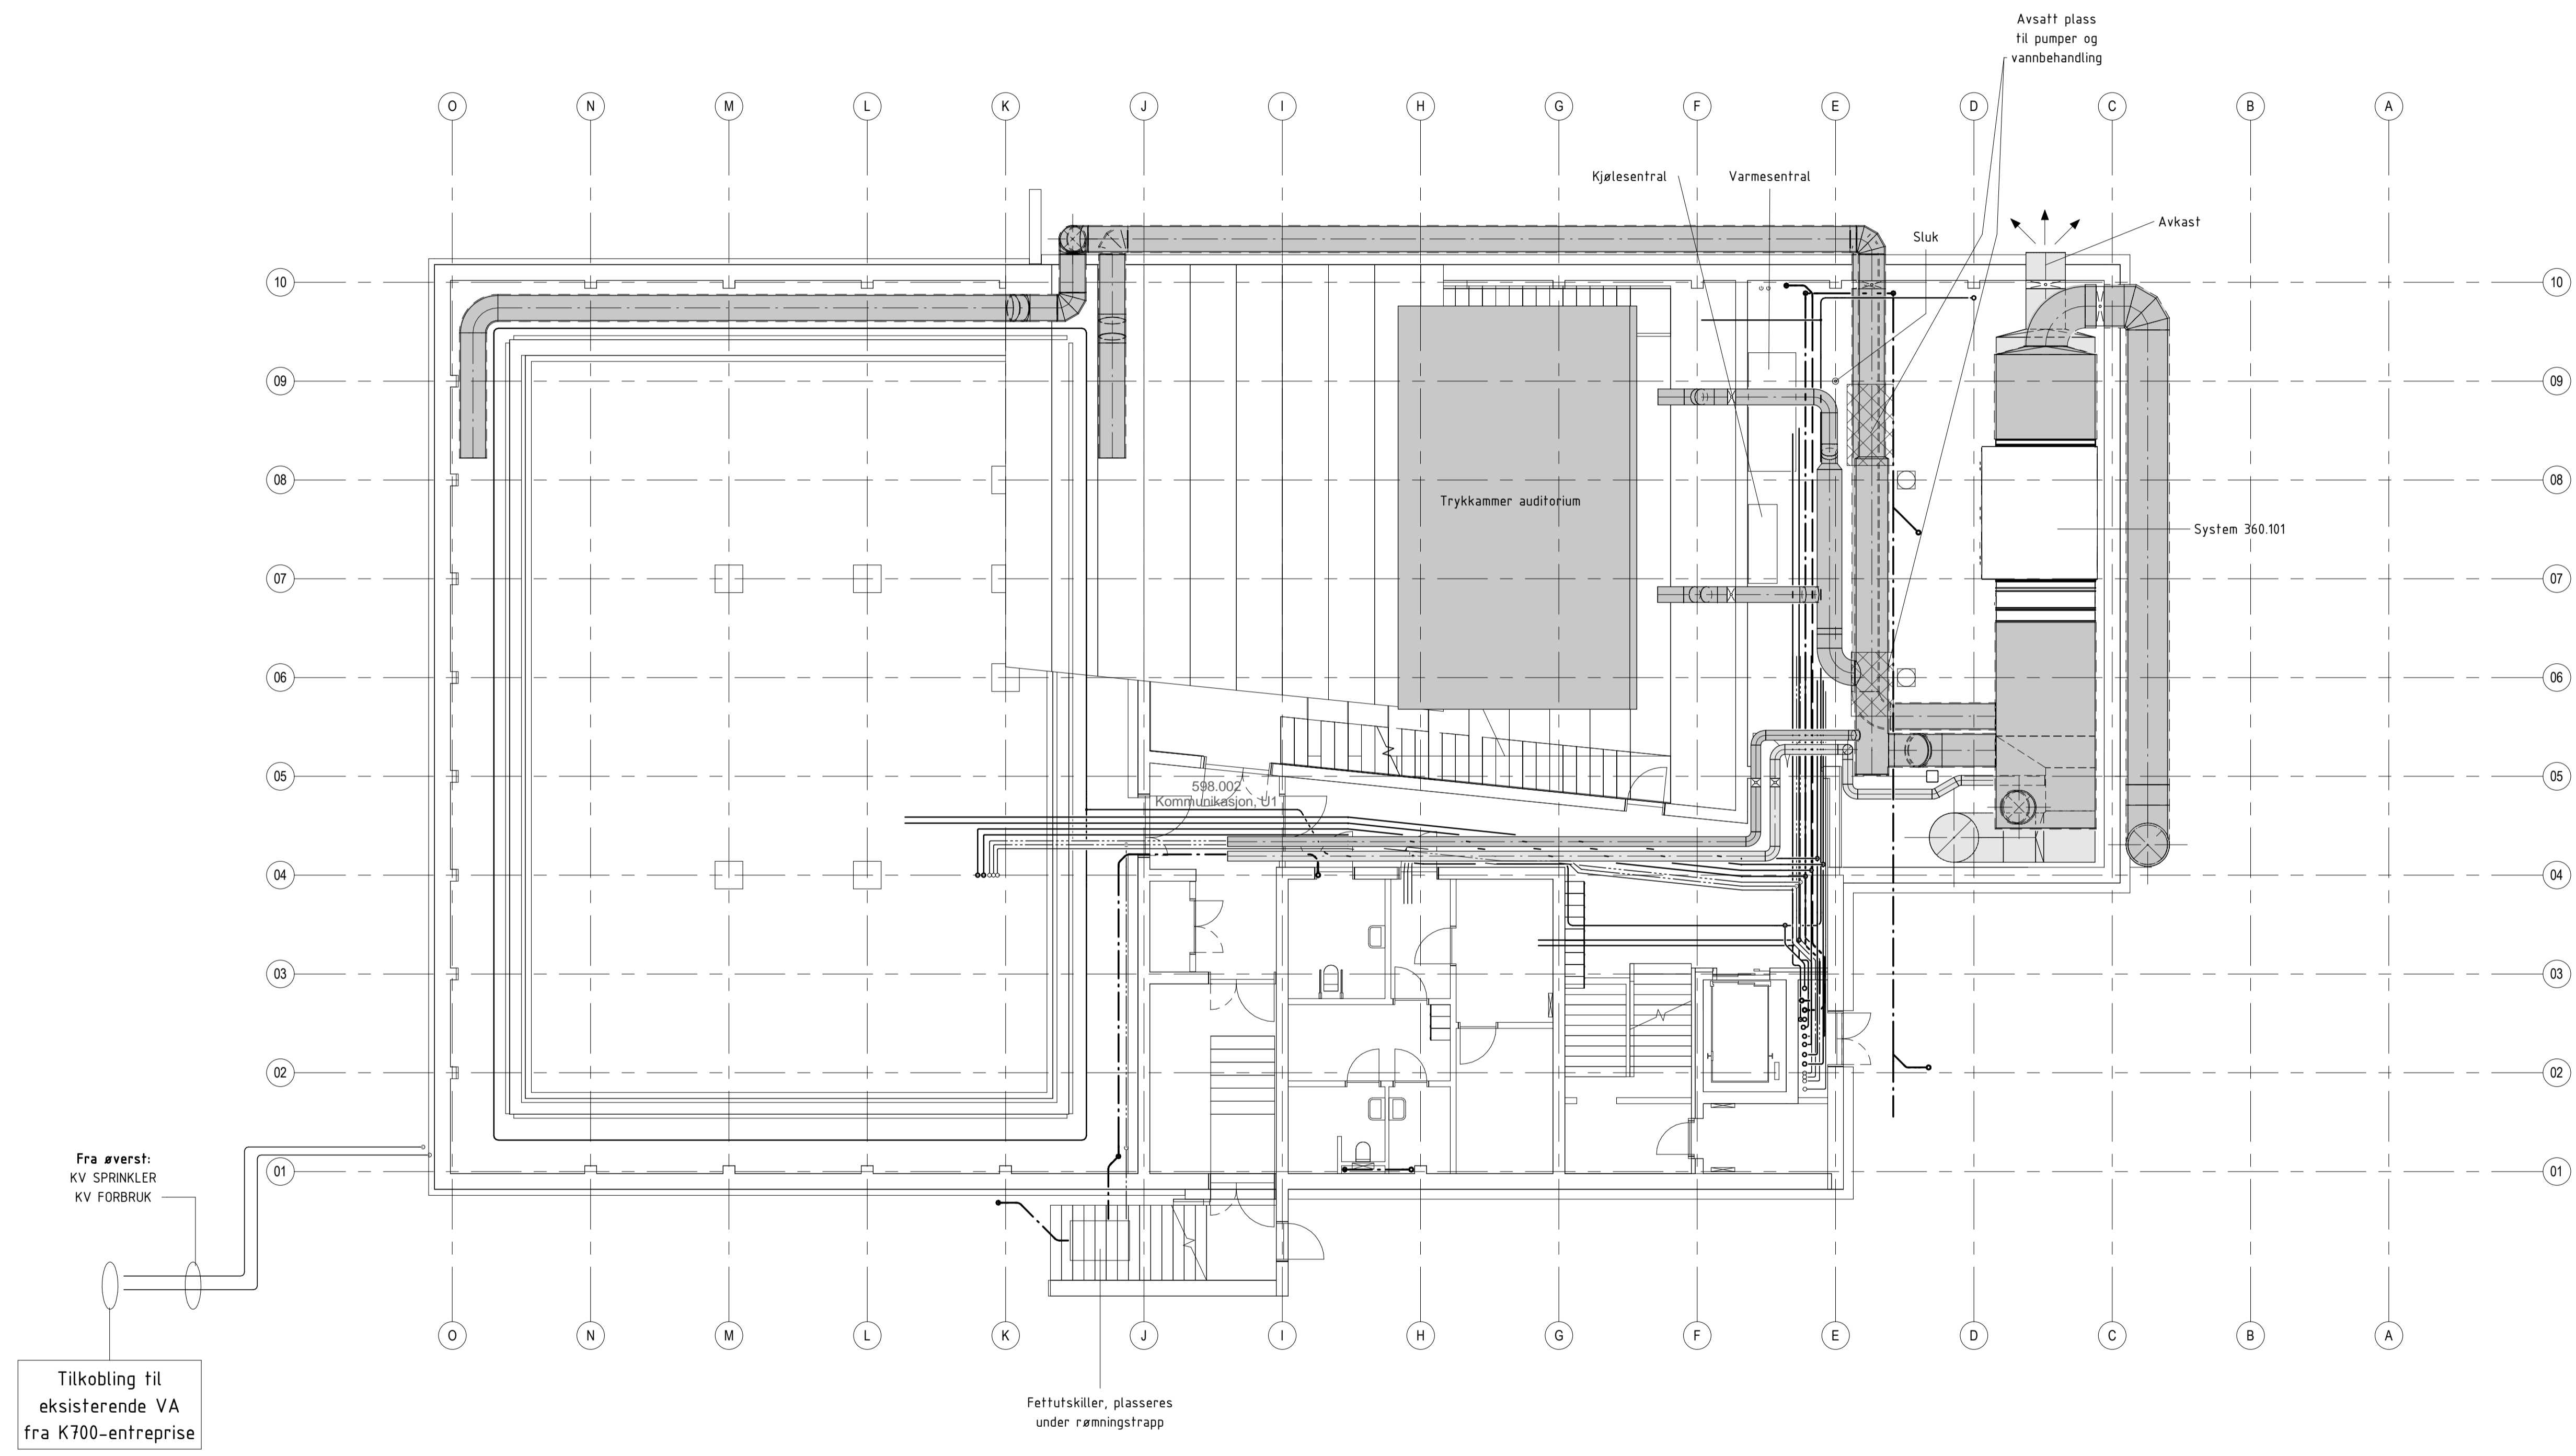 Avsatt plass
til pumper og
vannbehandling
O N M L K J I H G F E D C B A
Kjølesentral
Varmesentral
Avkast
Sluk
10 10
09 09
08 08
Trykkammer auditorium
System 360.101
07 07
06 06
05 05
598.002
Kommunikasjon, U1
04 04
03 03
02 02
Fra øverst:
KV SPRINKLER
KV FORBRUK
01 01
O N M L K J I H G F E D C B A
Tilkobling til
eksisterende VA
fra K700-entreprise
Fettutskiller, plasseres
under rømningstrapp